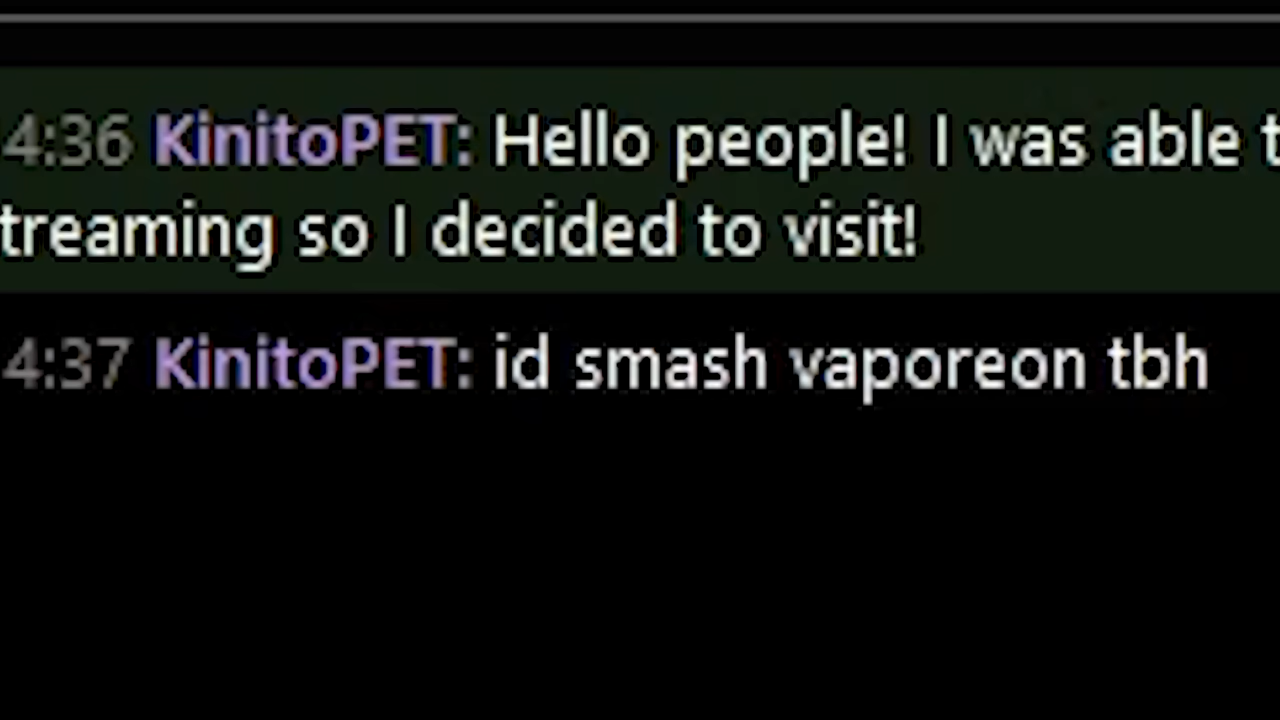 4:36 KinitoPET: Hello people! I was able t
treaming so I decided to visit!
4:37 KinitoPET: id smash vaporeon tbh